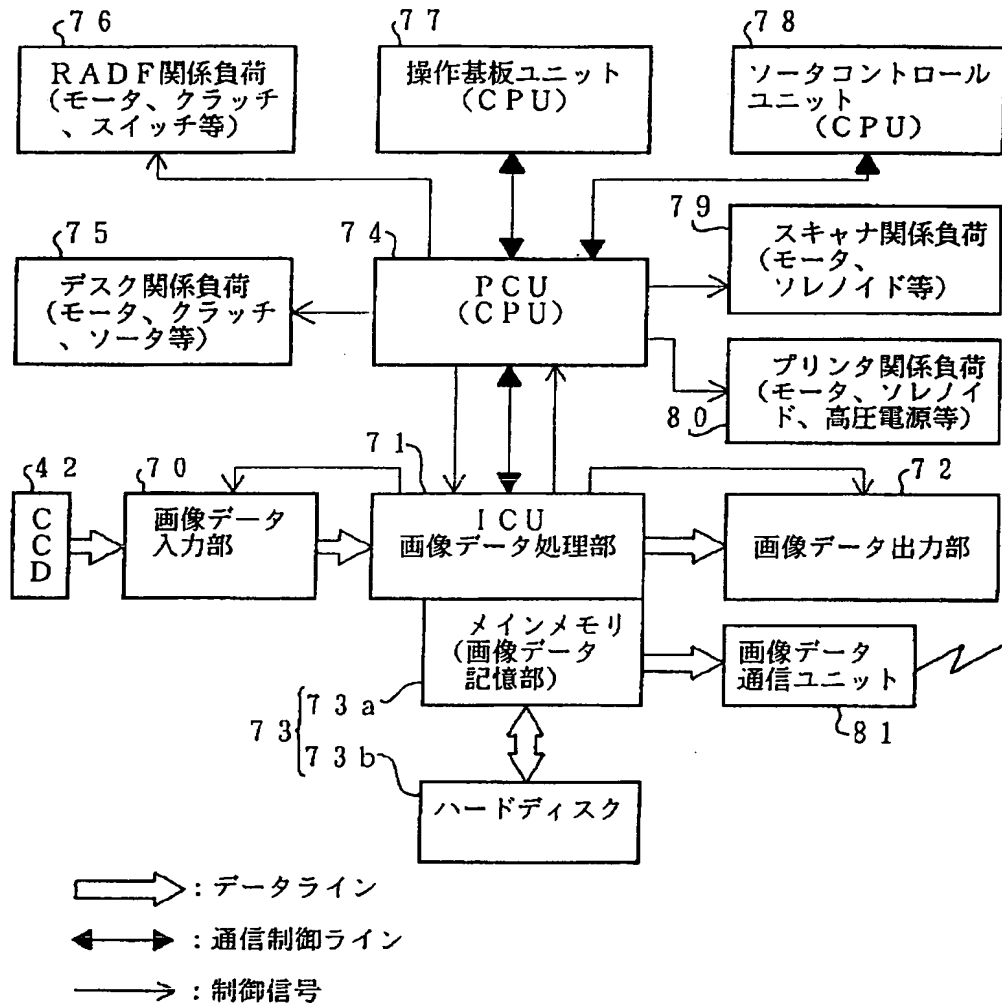 76
RADF関係負荷
(モータ、クラッチ
、スイッチ等)
77
操作基板ユニット
(CPU)
78
ソータコントロール
ユニット
(CPU)
75
デスク関係負荷
(モータ、クラッチ
、ソータ等)
74
PCU
(CPU)
79
スキャナ関係負荷
(モータ、
ソレノイド等)
プリンタ関係負荷
(モータ、ソレノイ
ド、高圧電源等)
80
42
CCD
70
画像データ
入力部
71
ICU
画像データ処理部
72
画像データ出力部
メインメモリ
(画像データ
記憶部)
画像データ
通信ユニット
81
73
73a
73b
ハードディスク
:データライン
:通信制御ライン
:制御信号